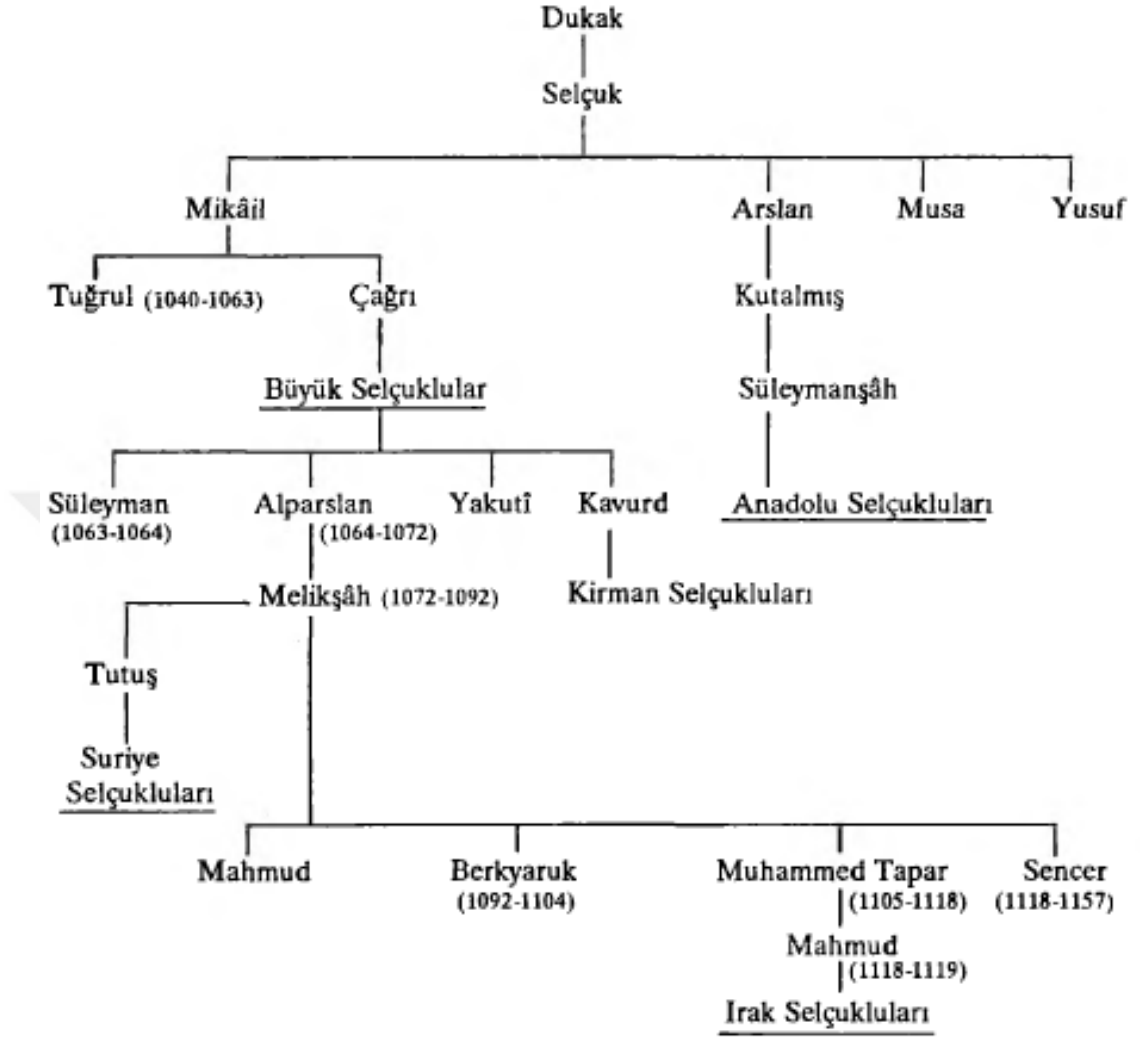 Dukak
Selçuk
Mikâil Arslan Musa Yusuf
Tuğrul (1040-1063) Çağrı Kutalmış
Büyük Selçuklular Süleymanşâh
Süleyman Alparslan Yakutî Kavurd Anadolu Selçukluları
(1063-1064) (1064-1072)
Melikşâh (1072-1092) Kirman Selçukluları
Tutuş
Suriye
Selçukluları
Mahmud Berkyaruk Muhammed Tapar Sencer
(1092-1104) (1105-1118) (1118-1157)
Mahmud
(1118-1119)
Irak Selçukluları